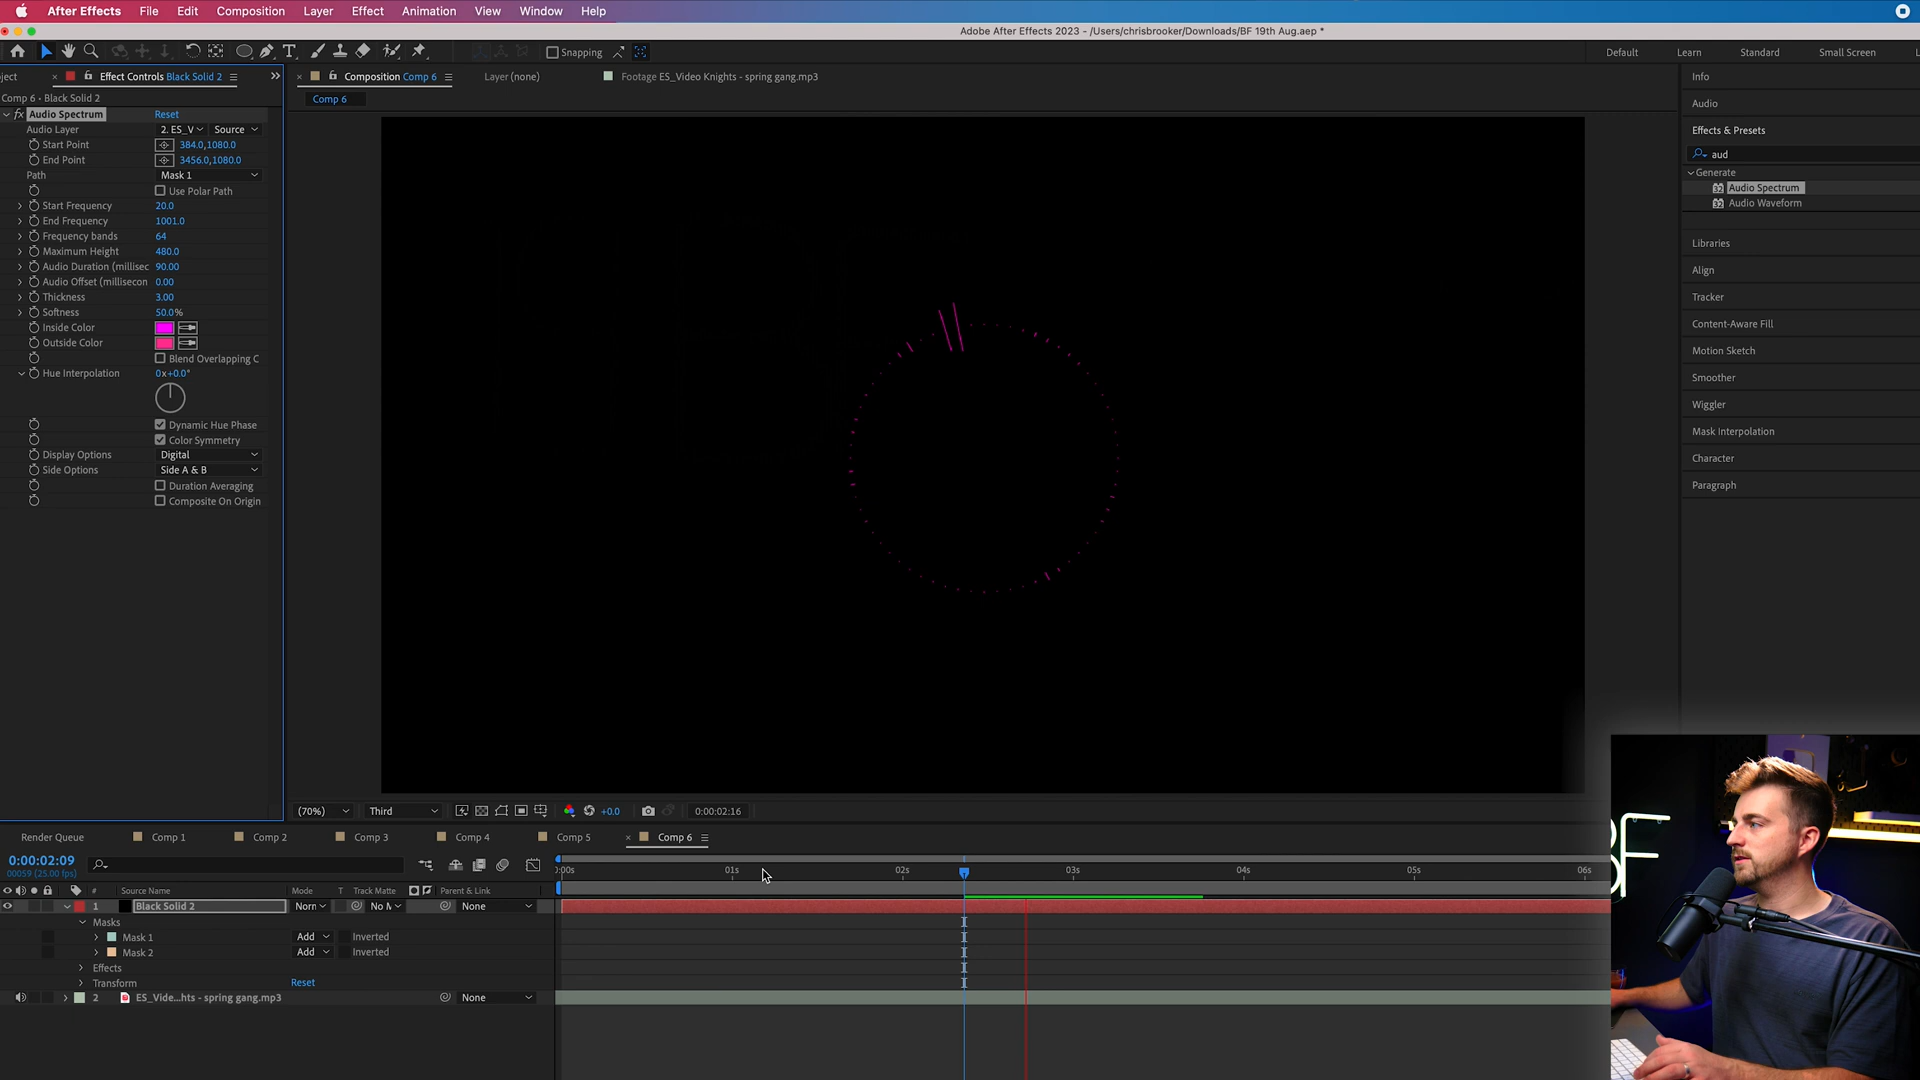 After Effects File Edit Composition Layer Effect Animation View Window Help
Adobe After Effects 2023 - /Users/chrisbrooker/Downloads/BF 19th Aug.aep *
Snapping
Default Learn Standard Small Screen
ject Effect Controls Black Solid 2
Composition Comp 6 Layer (none) Footage ES_Video Knights - spring gang.mp3
Comp 6 • Black Solid 2
Comp 6
fx Audio Spectrum Reset
Audio Layer 2. ES_V Source
Start Point 384.0,1080.0
End Point 3456.0,1080.0
Path Mask 1
Use Polar Path
Start Frequency 20.0
End Frequency 1001.0
Frequency bands 64
Maximum Height 480.0
Audio Duration (millisec 90.00
Audio Offset (millisecon 0.00
Thickness 3.00
Softness 50.0%
Inside Color
Outside Color
Blend Overlapping C
Hue Interpolation 0x+0.0°
Dynamic Hue Phase
Color Symmetry
Display Options Digital
Side Options Side A & B
Duration Averaging
Composite On Origin
Info
Audio
Effects & Presets
aud
Generate
32 Audio Spectrum
32 Audio Waveform
Libraries
Align
Tracker
Content-Aware Fill
Motion Sketch
Smoother
Wiggler
Mask Interpolation
Character
Paragraph
(70%) Third +0.0 0:00:02:16
Render Queue Comp 1 Comp 2 Comp 3 Comp 4 Comp 5 Comp 6
0:00:02:09
00059 (25.00 fps)
# Source Name Mode T Track Matte Parent & Link
1 Black Solid 2 Norr No M None
Masks
Mask 1 Add Inverted
Mask 2 Add Inverted
Effects
Transform Reset
2 ES_Vide...hts - spring gang.mp3 None
):00s 01s 02s 03s 04s 05s 06s